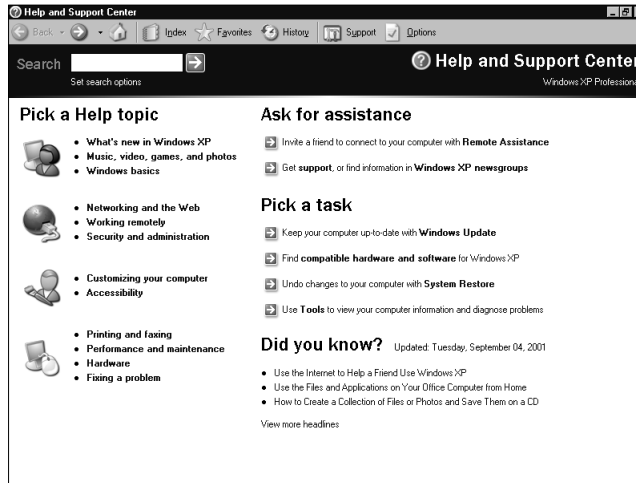 Help and Support Center
Back
Index
Favorites
History
Support
Options
Search
Set search options
Help and Support Center
Windows XP Professional
Pick a Help topic
• What's new in Windows XP
• Music, video, games, and photos
• Windows basics
• Networking and the Web
• Working remotely
• Security and administration
• Customizing your computer
• Accessibility
• Printing and faxing
• Performance and maintenance
• Hardware
• Fixing a problem
Ask for assistance
Invite a friend to connect to your computer with Remote Assistance
Get support, or find information in Windows XP newsgroups
Pick a task
Keep your computer up-to-date with Windows Update
Find compatible hardware and software for Windows XP
Undo changes to your computer with System Restore
Use Tools to view your computer information and diagnose problems
Did you know? Updated: Tuesday, September 04, 2001
• Use the Internet to Help a Friend Use Windows XP
• Use the Files and Applications on Your Office Computer from Home
• How to Create a Collection of Files or Photos and Save Them on a CD
View more headlines